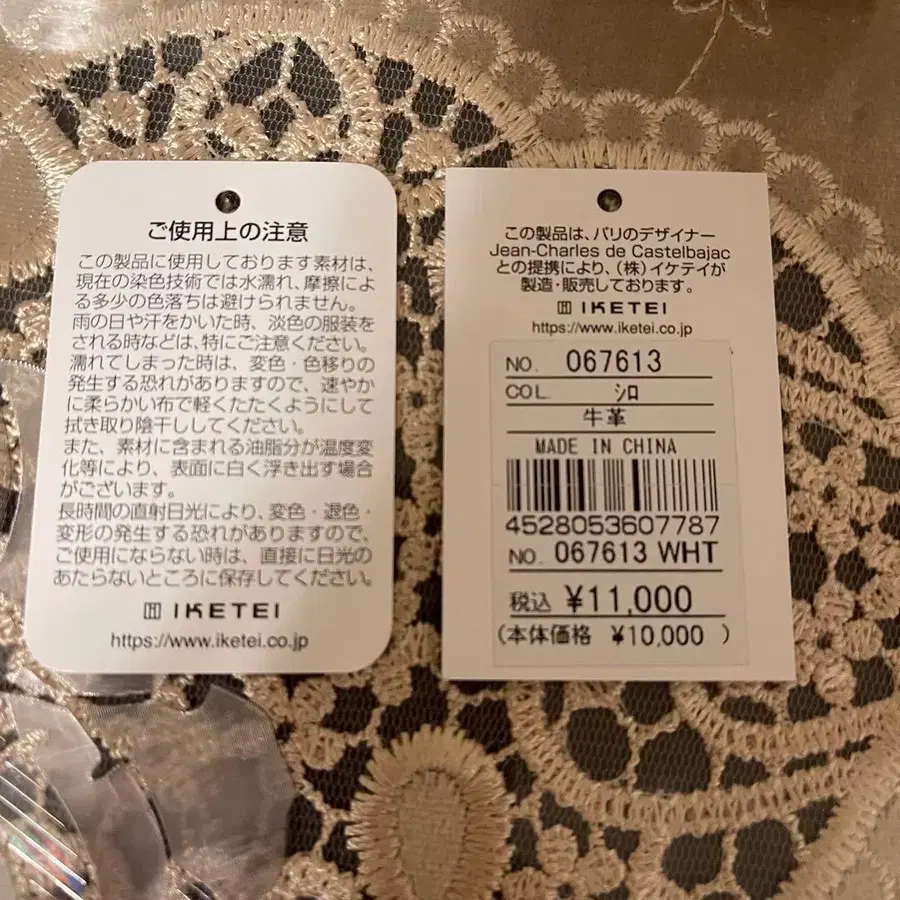 ご使用上の注意
この製品に使用しております素材は、
現在の染色技術では水濡れ、摩擦によ
る多少の色落ちは避けられません。
雨の日や汗をかいた時、淡色の服装を
される時などは、特にご注意ください。
濡れてしまった時は、変色・色移りの
発生する恐れがありますので、速やか
に柔らかい布で軽くたたくようにして
拭き取り陰干ししてください。
また、素材に含まれる油脂分が温度変
化等により、表面に白く浮き出す場合
がございます。
長時間の直射日光により、変色・退色・
変形の発生する恐れがありますので、
ご使用にならない時は、直接に日光の
あたらないところに保存してください。
IKETEI
https://www.iketei.co.jp
この製品は、パリのデザイナー
Jean-Charles de Castelbajac
との提携により、(株)イケテイが
製造・販売しております。
IKETEI
https://www.iketei.co.jp
NO. 067613
COL シロ
牛革
MADE IN CHINA
4528053607787
NO. 067613 WHT
税込 ¥11,000
(本体価格 ¥10,000 )